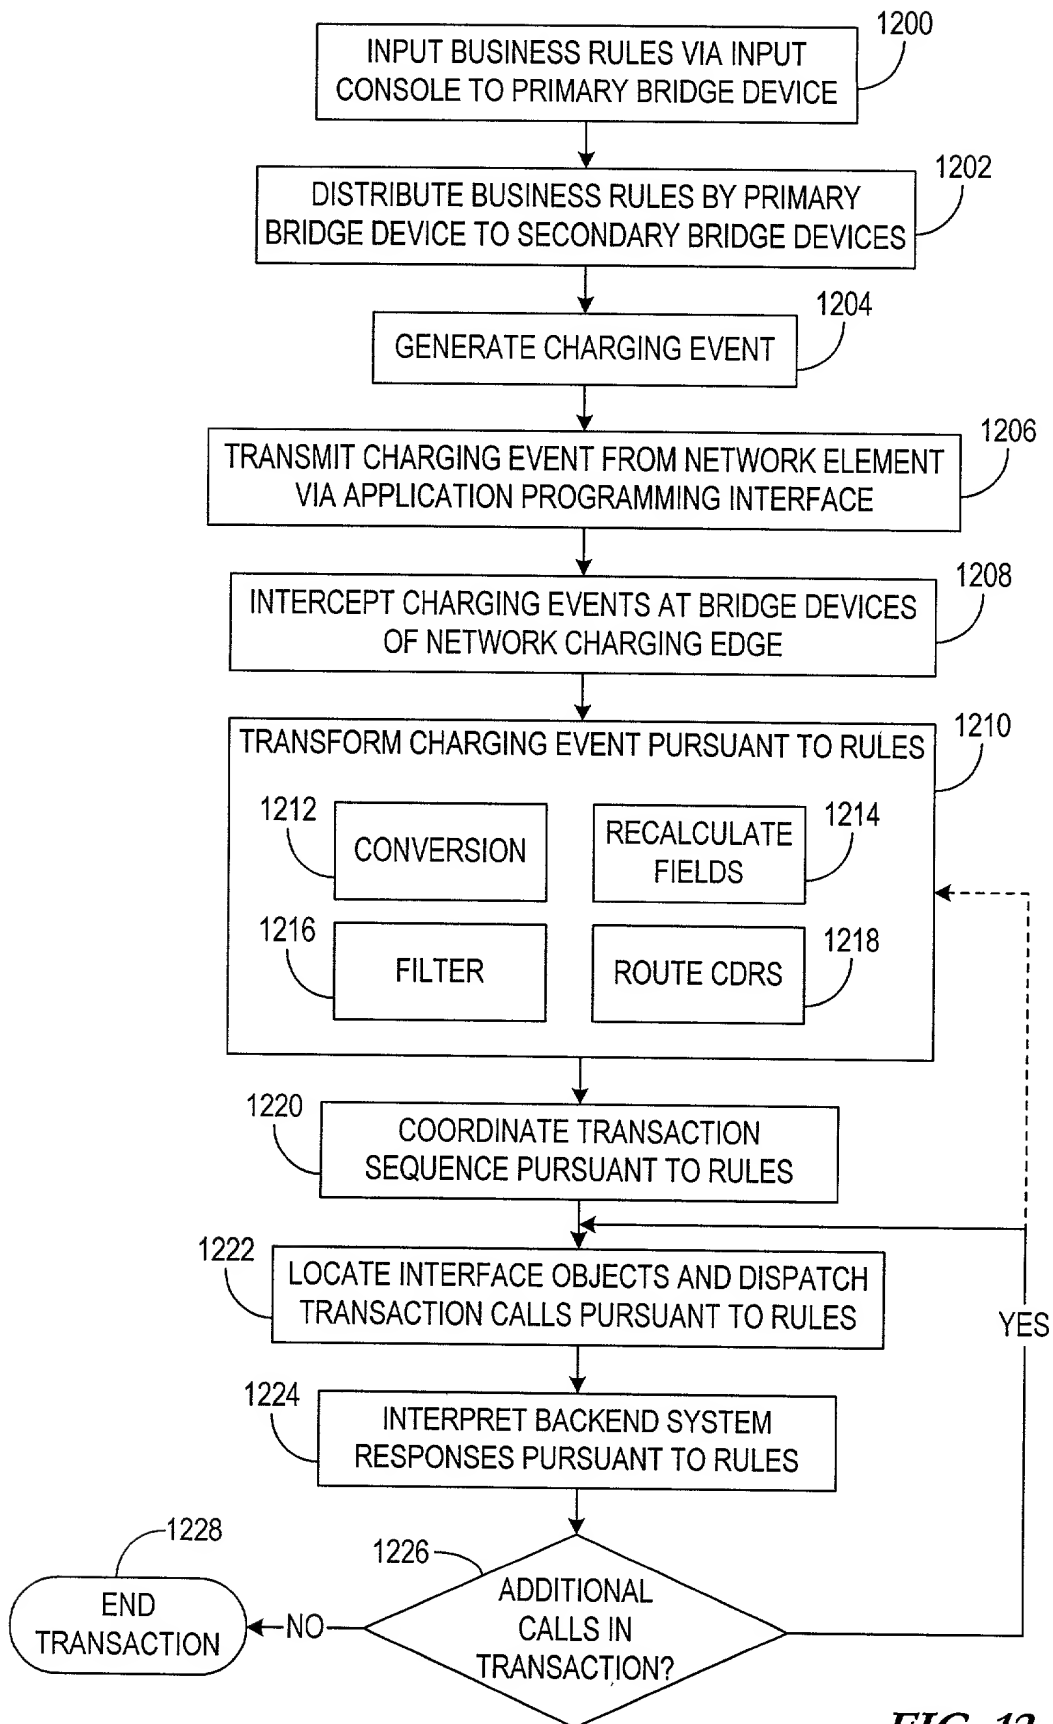 1200
INPUT BUSINESS RULES VIA INPUT
CONSOLE TO PRIMARY BRIDGE DEVICE
1202
DISTRIBUTE BUSINESS RULES BY PRIMARY
BRIDGE DEVICE TO SECONDARY BRIDGE DEVICES
1204
GENERATE CHARGING EVENT
1206
TRANSMIT CHARGING EVENT FROM NETWORK ELEMENT
VIA APPLICATION PROGRAMMING INTERFACE
1208
INTERCEPT CHARGING EVENTS AT BRIDGE DEVICES
OF NETWORK CHARGING EDGE
1210
TRANSFORM CHARGING EVENT PURSUANT TO RULES
1212
CONVERSION
1214
RECALCULATE
FIELDS
1216
FILTER
1218
ROUTE CDRS
1220
COORDINATE TRANSACTION
SEQUENCE PURSUANT TO RULES
1222
LOCATE INTERFACE OBJECTS AND DISPATCH
TRANSACTION CALLS PURSUANT TO RULES
YES
1224
INTERPRET BACKEND SYSTEM
RESPONSES PURSUANT TO RULES
1226
ADDITIONAL
CALLS IN
TRANSACTION?
NO
1228
END
TRANSACTION
FIG. 12